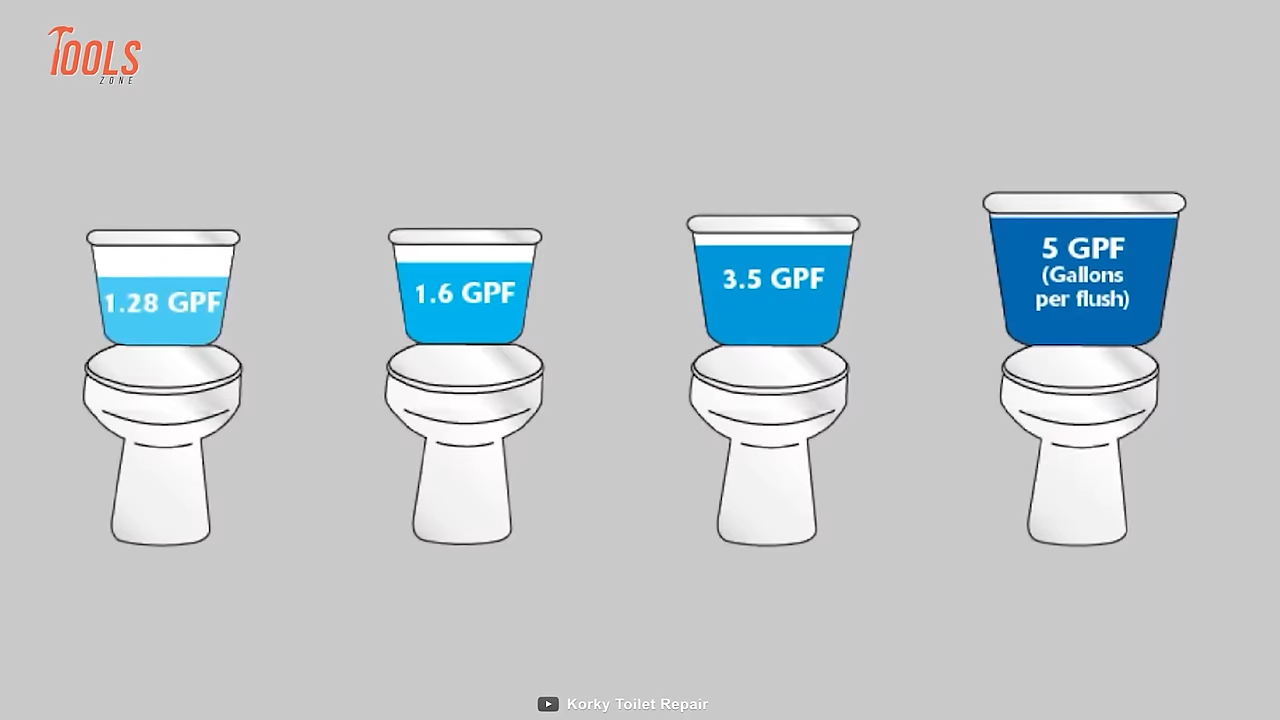 TOOLS
ZONE
1.28 GPF
1.6 GPF
3.5 GPF
5 GPF
(Gallons
per flush)
Korky Toilet Repair